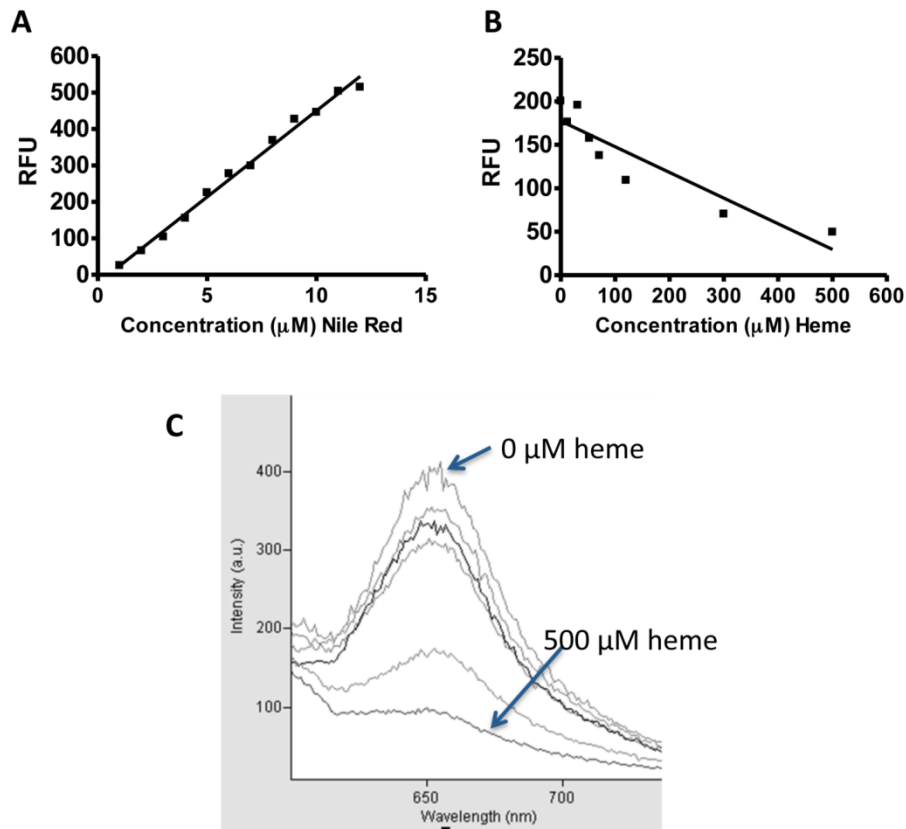 A
600
500
400
300
200
100
0
RFU
0 5 10 15
Concentration (μM) Nile Red
B
250
200
150
100
50
0
RFU
0 100 200 300 400 500 600
Concentration (μM) Heme
C
0 μM heme
500 μM heme
400
300
200
100
Intensity (a.u.)
650 700
Wavelength (nm)